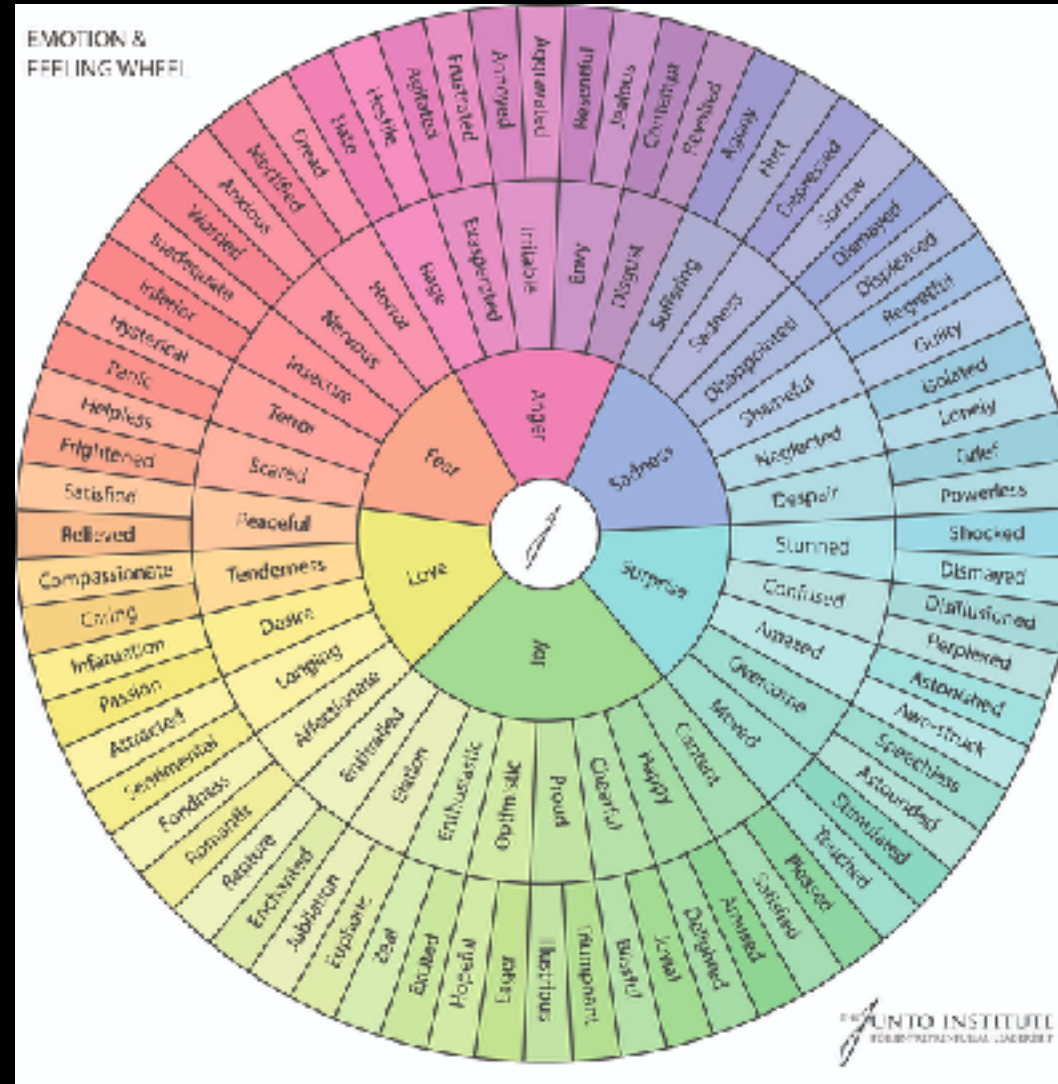 EMOTION &
FEELING WHEEL
Anger
Sadness
Surprise
Joy
Love
Fear
Rage
Exasperated
Irritable
Envy
Disgust
Suffering
Sadness
Disappointed
Shameful
Neglected
Despair
Stunned
Confused
Amazed
Overcome
Moved
Content
Happy
Cheerful
Proud
Optimistic
Enthusiastic
Elation
Enthralled
Affectionate
Longing
Desire
Tenderness
Peaceful
Scared
Terror
Insecure
Nervous
Horror
Hate
Hostile
Agitated
Frustrated
Annoyed
Aggravated
Resentful
Jealous
Contempt
Revolted
Agony
Hurt
Depressed
Sorrow
Dismayed
Displeased
Regretful
Guilty
Isolated
Lonely
Grief
Powerless
Shocked
Dismayed
Disillusioned
Perplexed
Astonished
Awe-struck
Speechless
Astounded
Stimulated
Touched
Pleased
Satisfied
Amused
Delighted
Jovial
Blissful
Triumphant
Illustrious
Eager
Hopeful
Excited
Zeal
Euphoric
Jubilation
Enchanted
Rapture
Romantic
Fondness
Sentimental
Attracted
Passion
Infatuation
Caring
Compassionate
Relieved
Satisfied
Frightened
Helpless
Panic
Hysterical
Inferior
Inadequate
Worried
Anxious
Mortified
Dread
THE JUNTO INSTITUTE
FOR ENTREPRENEURIAL LEADERSHIP